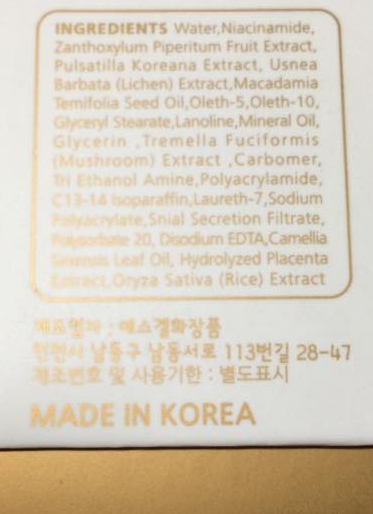 INGREDIENTS Water,Niacinamide,
Zanthoxylum Piperitum Fruit Extract,
Pulsatilla Koreana Extract, Usnea
Barbata (Lichen) Extract,Macadamia
Temifolia Seed Oil,Oleth-5,Oleth-10,
Glyceryl Stearate,Lanoline,Mineral Oil,
Glycerin ,Tremella Fuciformis
(Mushroom) Extract ,Carbomer,
Tri Ethanol Amine,Polyacrylamide,
C13-14 Isoparaffin,Laureth-7,Sodium
Polyacrylate,Snial Secretion Filtrate,
Polysorbate 20, Disodium EDTA,Camellia
Sinensis Leaf Oil, Hydrolyzed Placenta
Extract,Oryza Sativa (Rice) Extract
제조업자 : 에스겔화장품
인천시 남동구 남동서로 113번길 28-47
제조번호 및 사용기한 : 별도표시
MADE IN KOREA